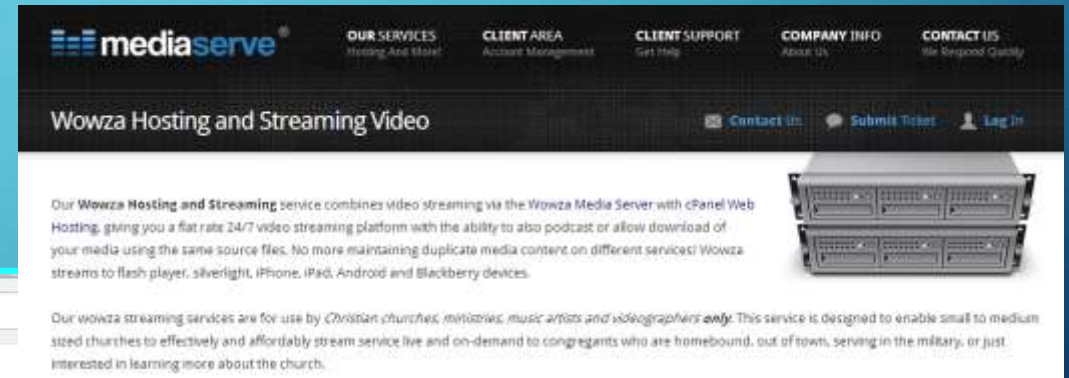 mediaserve®
OUR SERVICES
Hosting And More!
CLIENT AREA
Account Management
CLIENT SUPPORT
Get Help
COMPANY INFO
About Us
CONTACT US
We Respond Quickly
Wowza Hosting and Streaming Video
Contact Us
Submit Ticket
Log In
Our Wowza Hosting and Streaming service combines video streaming via the Wowza Media Server with cPanel Web
Hosting, giving you a flat rate 24/7 video streaming platform with the ability to also podcast or allow download of
your media using the same source files. No more maintaining duplicate media content on different services! Wowza
streams to flash player, silverlight, iPhone, iPad, Android and Blackberry devices.
Our wowza streaming services are for use by Christian churches, ministries, music artists and videographers only. This service is designed to enable small to medium
sized churches to effectively and affordably stream service live and on-demand to congregants who are homebound, out of town, serving in the military, or just
interested in learning more about the church.